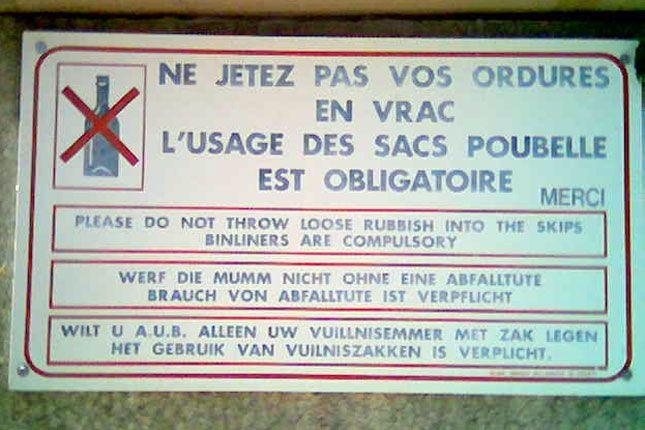 NE JETEZ PAS VOS ORDURES
EN VRAC
L'USAGE DES SACS POUBELLE
EST OBLIGATOIRE
MERCI
PLEASE DO NOT THROW LOOSE RUBBISH INTO THE SKIPS
BINLINERS ARE COMPULSORY
WERF DIE MUMM NICHT OHNE EINE ABFALLTUTE
BRAUCH VON ABFALLTUTE IST VERPFLICHT
WILT U A.U.B. ALLEEN UW VUILLNISEMMER MET ZAK LEGEN
HET GEBRUIK VAN VUILNISZAKKEN IS VERPLICHT.